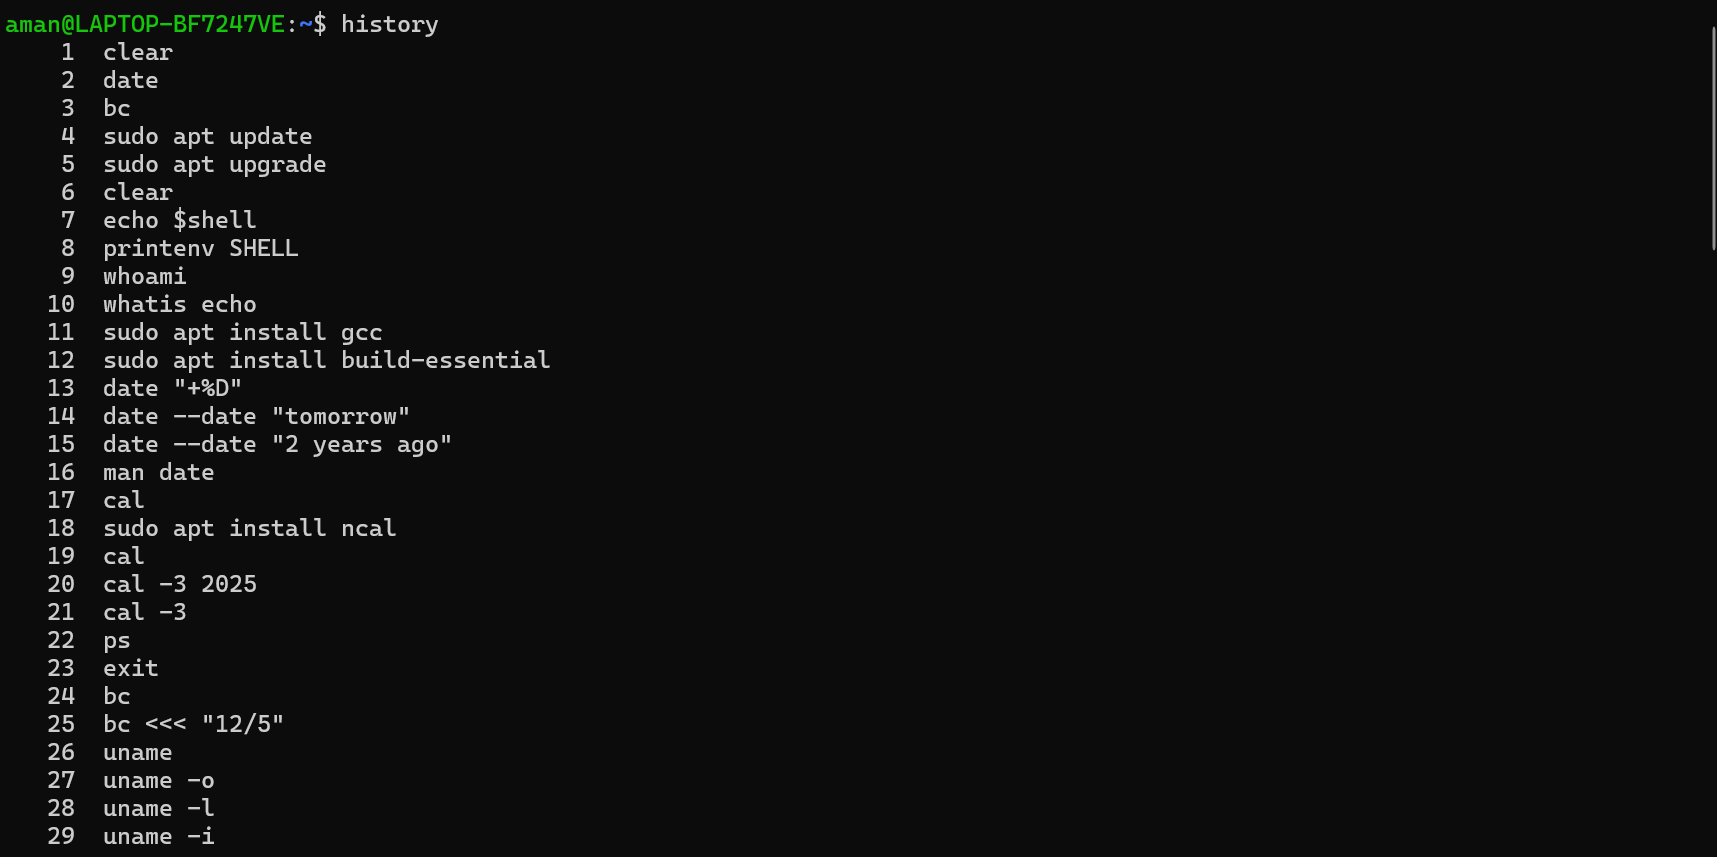 aman@LAPTOP-BF7247VE:~$ history
1 clear
2 date
3 bc
4 sudo apt update
5 sudo apt upgrade
6 clear
7 echo $shell
8 printenv SHELL
9 whoami
10 whatis echo
11 sudo apt install gcc
12 sudo apt install build-essential
13 date "+%D"
14 date --date "tomorrow"
15 date --date "2 years ago"
16 man date
17 cal
18 sudo apt install ncal
19 cal
20 cal -3 2025
21 cal -3
22 ps
23 exit
24 bc
25 bc <<< "12/5"
26 uname
27 uname -o
28 uname -l
29 uname -i